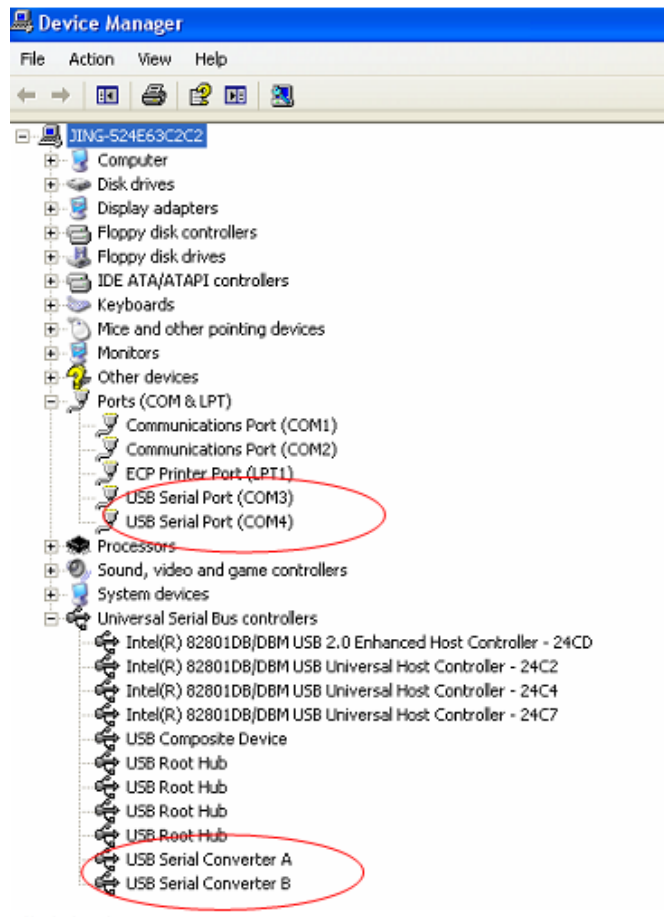 Device Manager
File Action View Help
JING-524E63C2C2
Computer
Disk drives
Display adapters
Floppy disk controllers
Floppy disk drives
IDE ATA/ATAPI controllers
Keyboards
Mice and other pointing devices
Monitors
Other devices
Ports (COM & LPT)
Communications Port (COM1)
Communications Port (COM2)
ECP Printer Port (LPT1)
USB Serial Port (COM3)
USB Serial Port (COM4)
Processors
Sound, video and game controllers
System devices
Universal Serial Bus controllers
Intel(R) 82801DB/DBM USB 2.0 Enhanced Host Controller - 24CD
Intel(R) 82801DB/DBM USB Universal Host Controller - 24C2
Intel(R) 82801DB/DBM USB Universal Host Controller - 24C4
Intel(R) 82801DB/DBM USB Universal Host Controller - 24C7
USB Composite Device
USB Root Hub
USB Root Hub
USB Root Hub
USB Root Hub
USB Serial Converter A
USB Serial Converter B